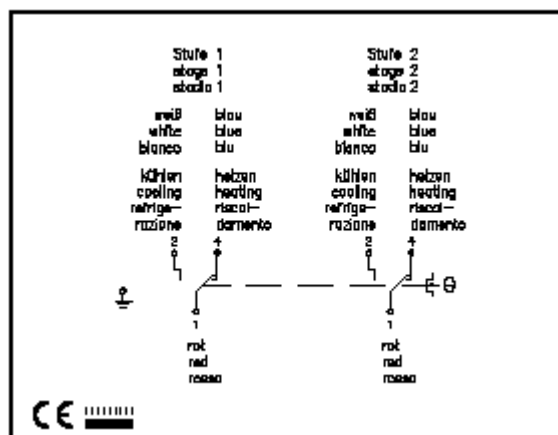 Stufe 1
stage 1
stadio 1
weiß blau
white blue
bianco blu
kühlen heizen
cooling heating
refrige- riscal-
razione damento
2 4
1
rot
red
rosso
Stufe 2
stage 2
stadio 2
weiß blau
white blue
bianco blu
kühlen heizen
cooling heating
refrige- riscal-
razione damento
2 4
1
rot
red
rosso
θ
CE